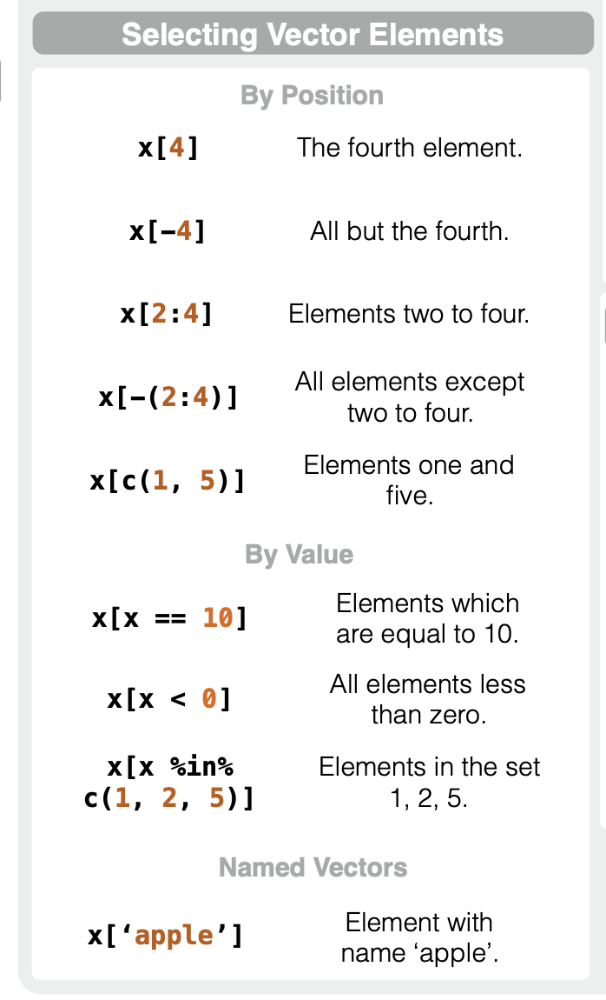 Selecting Vector Elements
By Position
x[4] The fourth element.
x[-4] All but the fourth.
x[2:4] Elements two to four.
x[-(2:4)] All elements except
two to four.
x[c(1, 5)] Elements one and
five.
By Value
x[x == 10] Elements which
are equal to 10.
x[x < 0] All elements less
than zero.
x[x %in%
c(1, 2, 5)] Elements in the set
1, 2, 5.
Named Vectors
x[‘apple’] Element with
name ‘apple’.